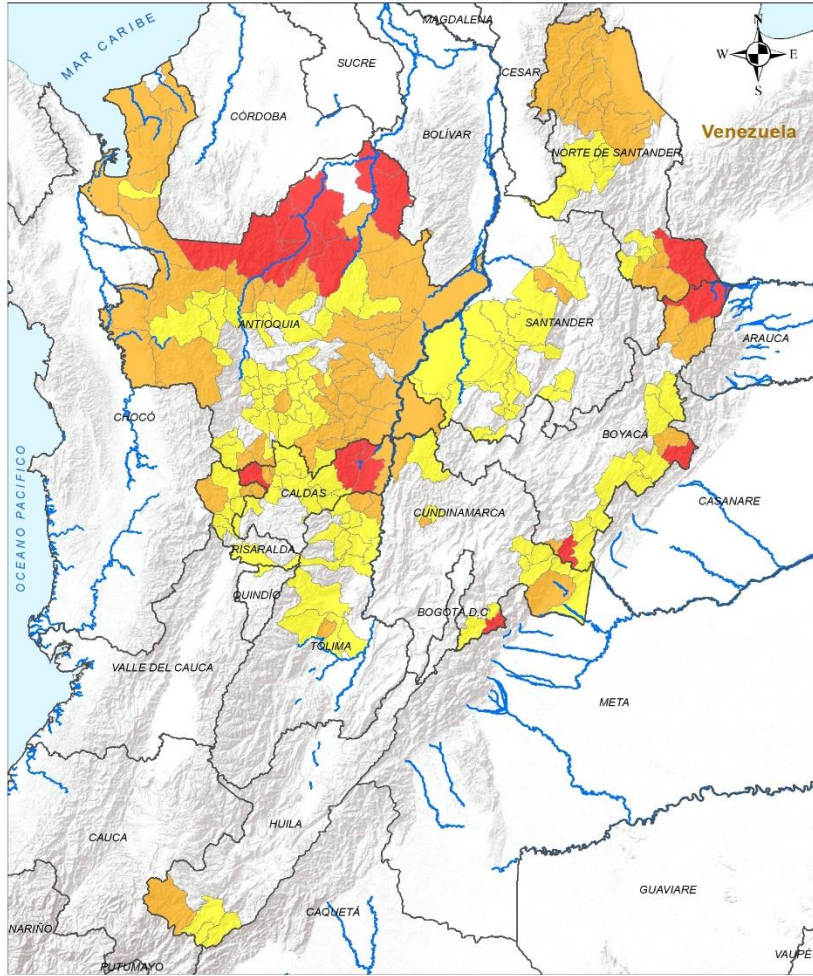 MAGDALENA
MAR CARIBE
SUCRE
CESAR
N
W E
S
CÓRDOBA
BOLÍVAR
Venezuela
NORTE DE SANTANDER
ANTIOQUIA
SANTANDER
ARAUCA
CHOCÓ
BOYACÁ
OCEANO PACIFICO
CALDAS
CUNDINAMARCA
CASANARE
RISARALDA
QUINDÍO
BOGOTÁ D.C
TOLIMA
VALLE DEL CAUCA
META
HUILA
CAUCA
GUAVIARE
CAQUETÁ
NARIÑO
PUTUMAYO
VAUPÉ